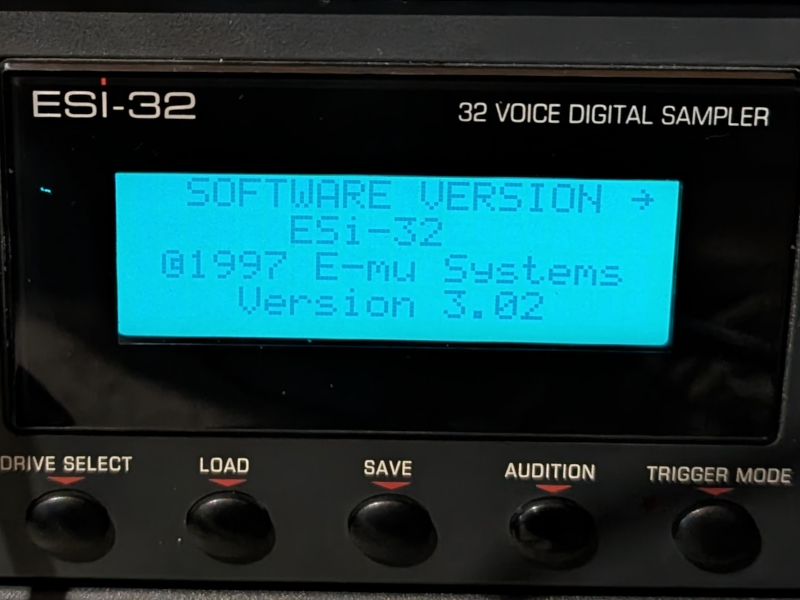 ESi-32
32 VOICE DIGITAL SAMPLER
SOFTWARE VERSION →
ESi-32
@1997 E-mu Systems
Version 3.02
DRIVE SELECT
LOAD
SAVE
AUDITION
TRIGGER MODE